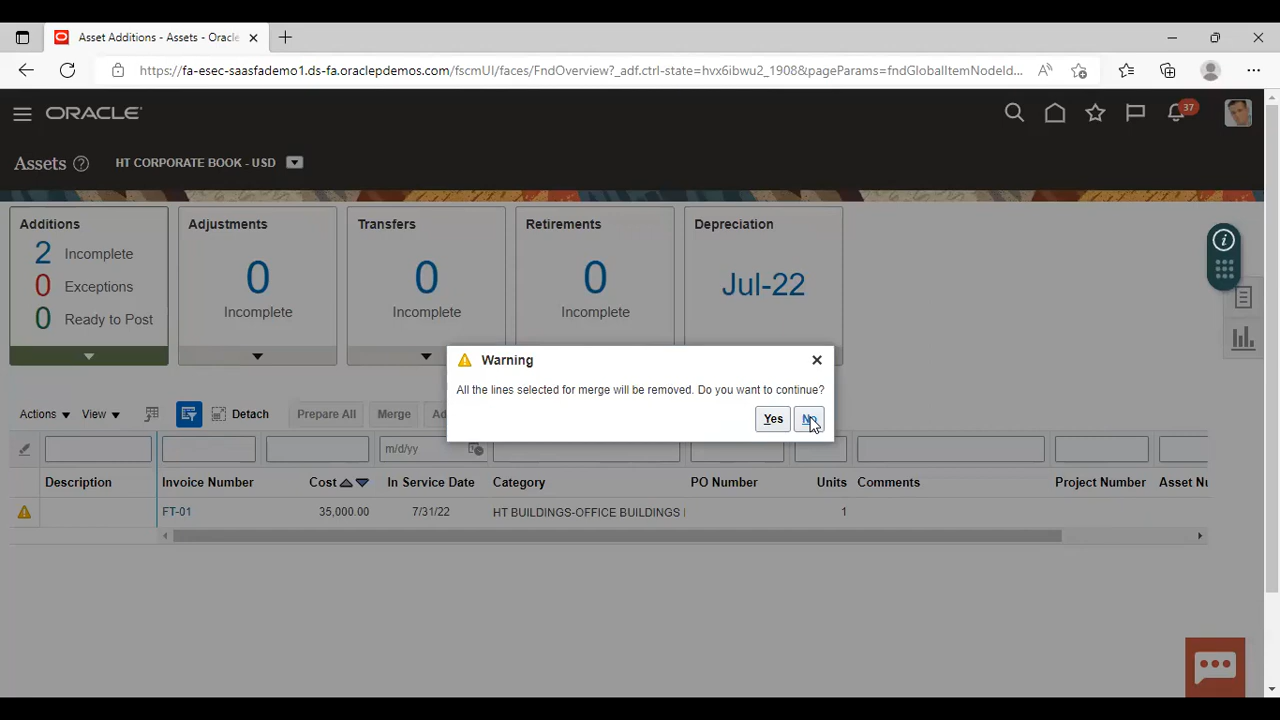 Asset Additions - Assets - Oracle
https://fa-esec-saasfademo1.ds-fa.oraclepdemos.com/fscmUI/faces/FndOverview?_adf.ctrl-state=hvx6ibwu2_1908&pageParams=fndGlobalItemNodeId...
ORACLE
37
Assets
HT CORPORATE BOOK - USD
Additions
2 Incomplete
0 Exceptions
0 Ready to Post
Adjustments
0
Incomplete
Transfers
0
Incomplete
Retirements
0
Incomplete
Depreciation
Jul-22
Warning
All the lines selected for merge will be removed. Do you want to continue?
Yes No
Actions View Detach Prepare All Merge
m/d/yy
Description Invoice Number Cost In Service Date Category PO Number Units Comments Project Number Asset Nu
FT-01 35,000.00 7/31/22 HT BUILDINGS-OFFICE BUILDINGS 1